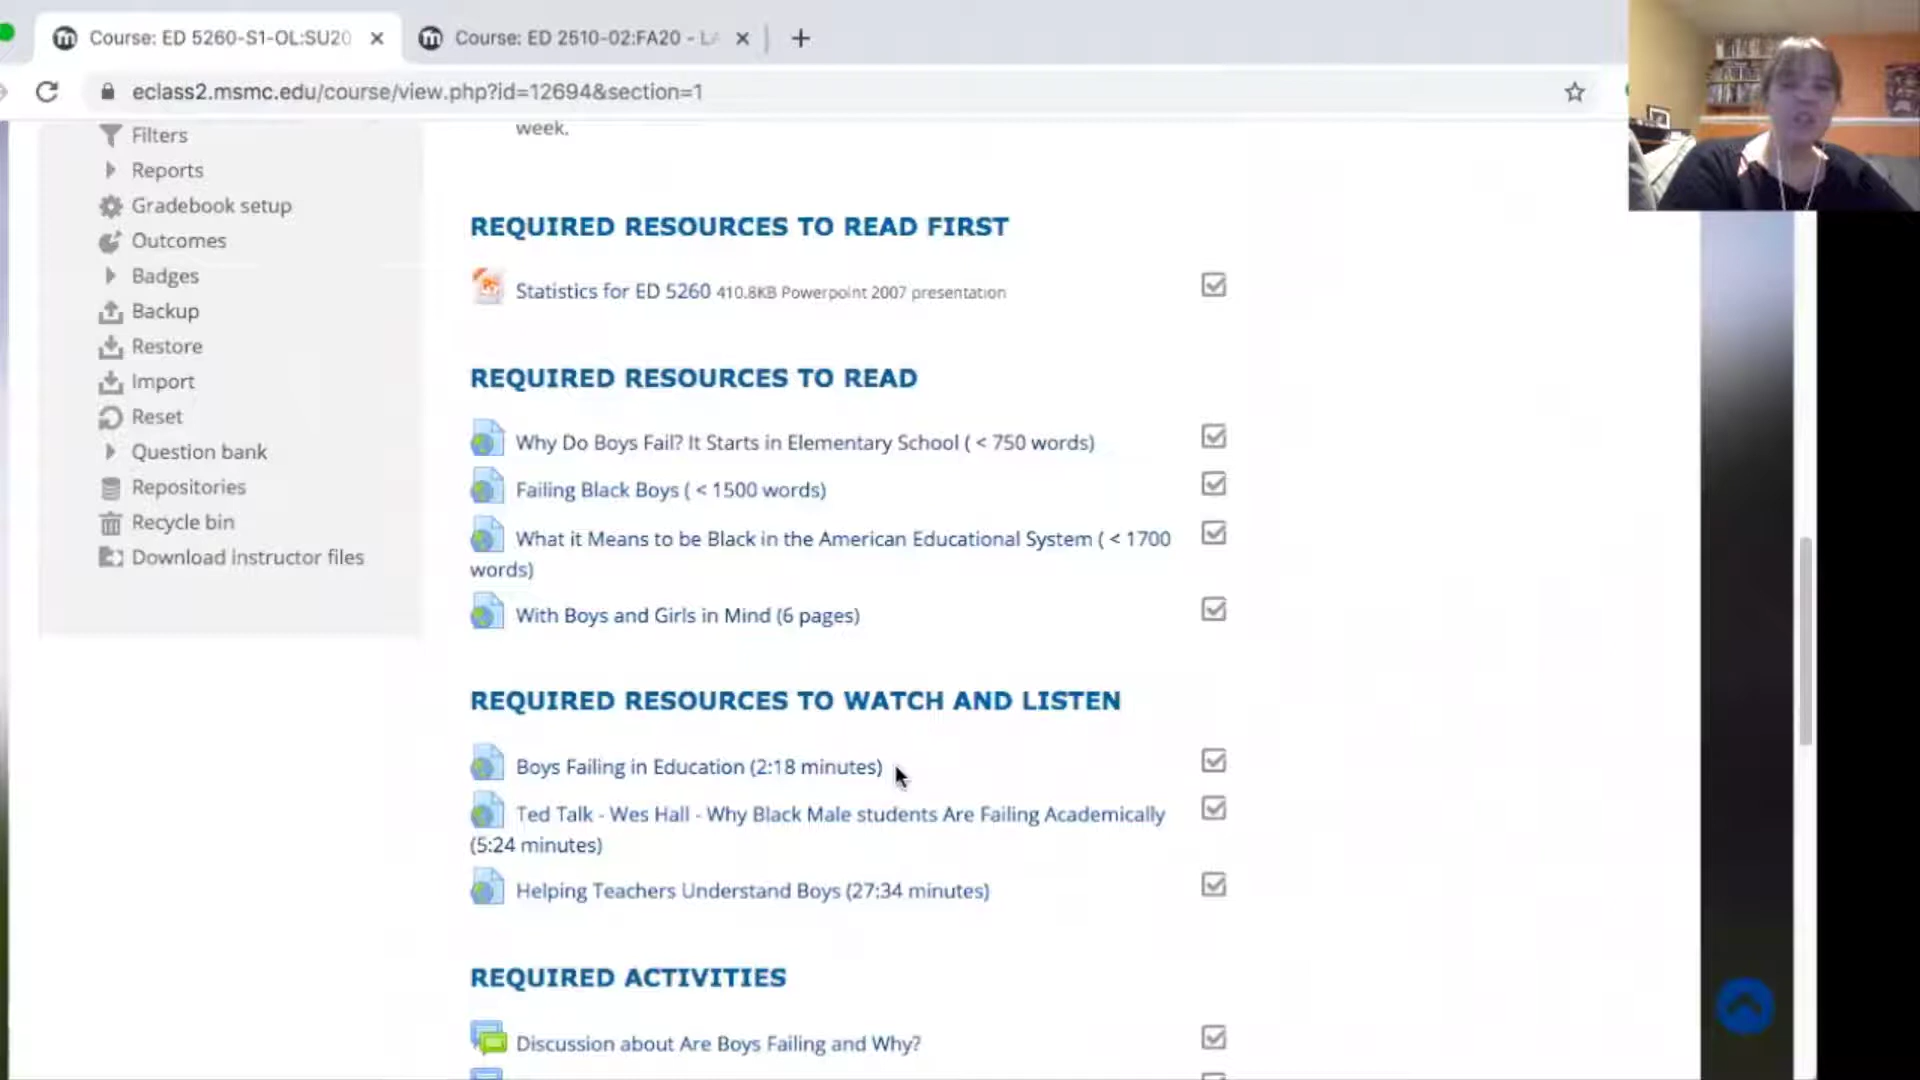 Course: ED 5260-S1-OL:SU20
Course: ED 2510-02:FA20 - LA
eclass2.msmc.edu/course/view.php?id=12694&section=1
Filters
Reports
Gradebook setup
Outcomes
Badges
Backup
Restore
Import
Reset
Question bank
Repositories
Recycle bin
Download instructor files
week.
REQUIRED RESOURCES TO READ FIRST
Statistics for ED 5260 410.8KB Powerpoint 2007 presentation
REQUIRED RESOURCES TO READ
Why Do Boys Fail? It Starts in Elementary School ( < 750 words)
Failing Black Boys ( < 1500 words)
What it Means to be Black in the American Educational System ( < 1700
words)
With Boys and Girls in Mind (6 pages)
REQUIRED RESOURCES TO WATCH AND LISTEN
Boys Failing in Education (2:18 minutes)
Ted Talk - Wes Hall - Why Black Male students Are Failing Academically
(5:24 minutes)
Helping Teachers Understand Boys (27:34 minutes)
REQUIRED ACTIVITIES
Discussion about Are Boys Failing and Why?